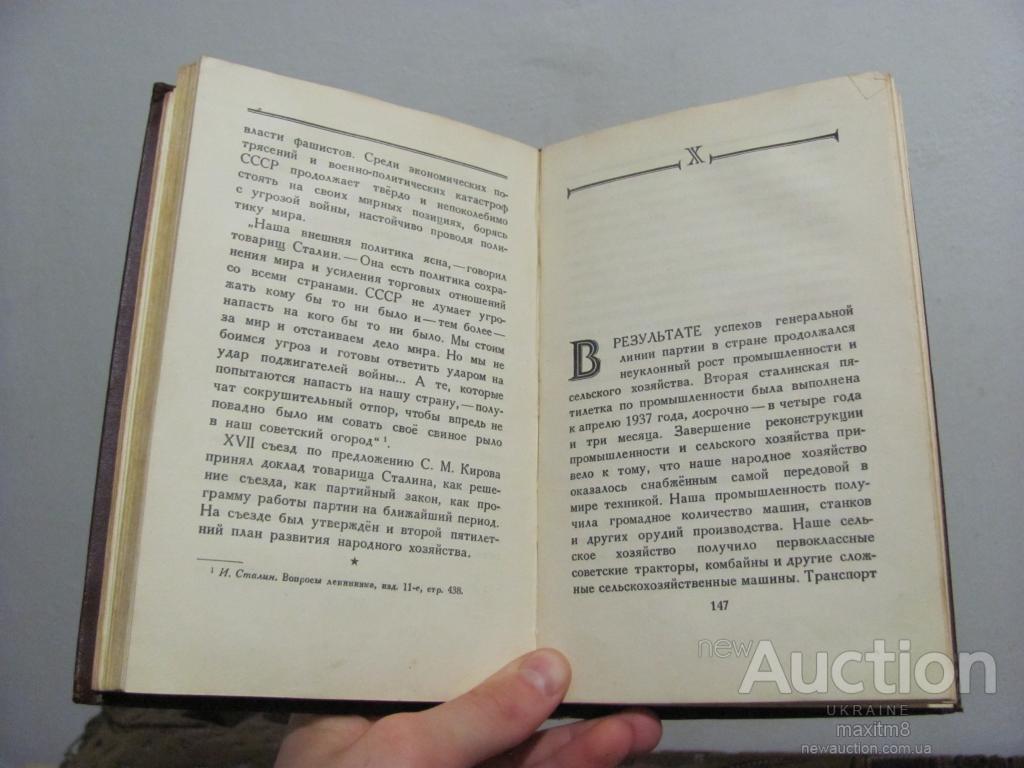 власти фашистов. Среди экономических по-
трясений и военно-политических катастроф
СССР продолжает твёрдо и непоколебимо
стоять на своих мирных позициях, борясь
с угрозой войны, настойчиво проводя поли-
тику мира.
„Наша внешняя политика ясна,—говорил
товарищ Сталин.—Она есть политика сохра-
нения мира и усиления торговых отношений
со всеми странами. СССР не думает угро-
жать кому бы то ни было и—тем более—
напасть на кого бы то ни было. Мы стоим
за мир и отстаиваем дело мира. Но мы не
боимся угроз и готовы ответить ударом на
удар поджигателей войны... А те, которые
попытаются напасть на нашу страну,—полу-
чат сокрушительный отпор, чтобы впредь не
повадно было им совать своё свиное рыло
в наш советский огород“ ¹.
XVII съезд по предложению С. М. Кирова
принял доклад товарища Сталина, как реше-
ние съезда, как партийный закон, как про-
грамму работы партии на ближайший период.
На съезде был утверждён и второй пятилет-
ний план развития народного хозяйства.
★
¹ И. Сталин. Вопросы ленинизма, изд. 11-е, стр. 438.
X
В РЕЗУЛЬТАТЕ успехов генеральной
линии партии в стране продолжался
неуклонный рост промышленности и
сельского хозяйства. Вторая сталинская пя-
тилетка по промышленности была выполнена
к апрелю 1937 года, досрочно—в четыре года
и три месяца. Завершение реконструкции
промышленности и сельского хозяйства при-
вело к тому, что наше народное хозяйство
оказалось снабжённым самой передовой в
мире техникой. Наша промышленность полу-
чила громадное количество машин, станков
и других орудий производства. Наше сель-
ское хозяйство получило первоклассные
советские тракторы, комбайны и другие слож-
ные сельскохозяйственные машины. Транспорт
147
new Auction
UKRAINE
maxitm8
newauction.com.ua